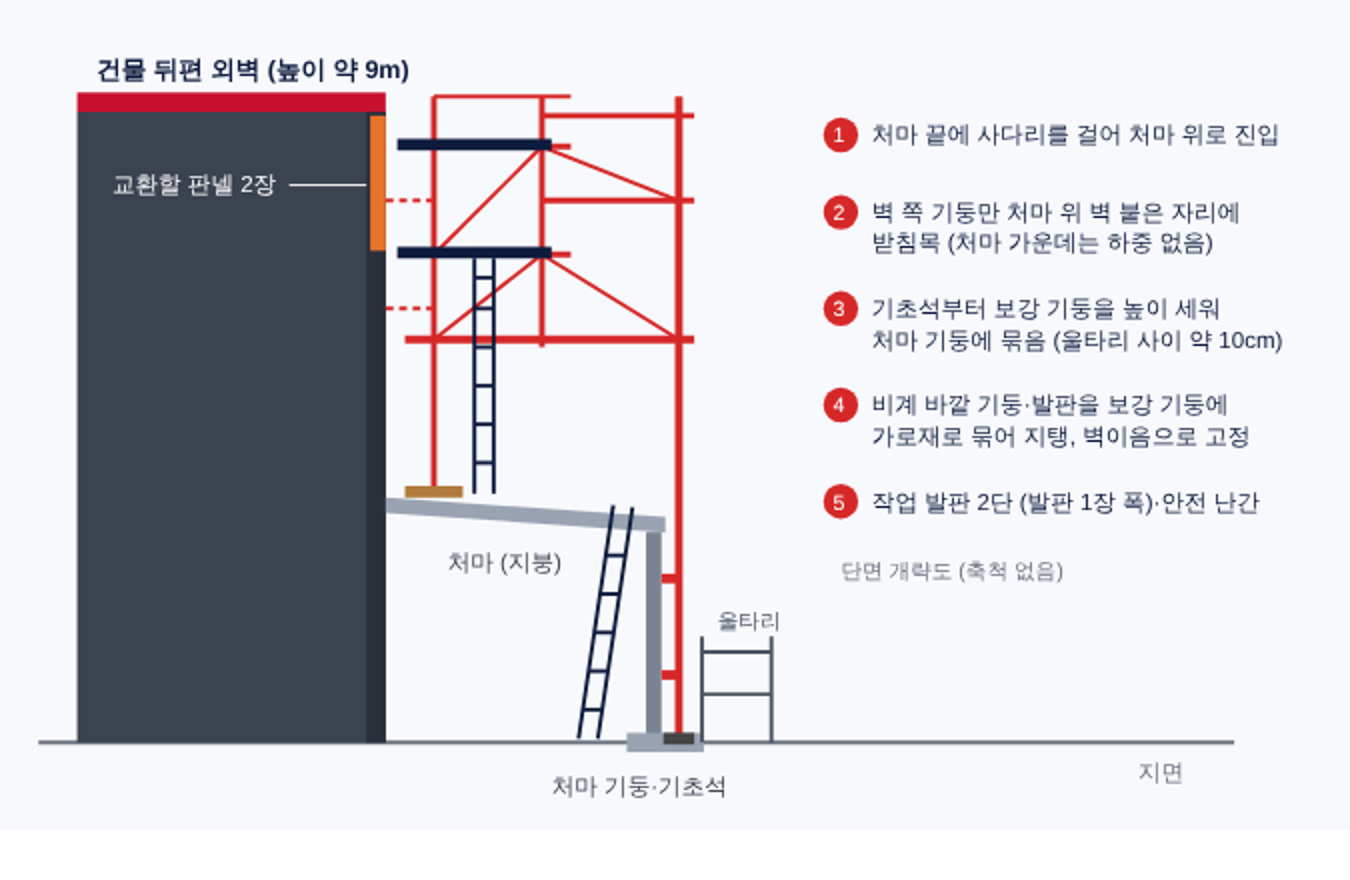 건물 뒤편 외벽 (높이 약 9m)
교환할 판넬 2장
1 처마 끝에 사다리를 걸어 처마 위로 진입
2 벽 쪽 기둥만 처마 위 벽 붙은 자리에
받침목 (처마 가운데는 하중 없음)
3 기초석부터 보강 기둥을 높이 세워
처마 기둥에 묶음 (울타리 사이 약 10cm)
4 비계 바깥 기둥·발판을 보강 기둥에
가로재로 묶어 지탱, 벽이음으로 고정
5 작업 발판 2단 (발판 1장 폭)·안전 난간
단면 개략도 (축척 없음)
처마 (지붕)
울타리
처마 기둥·기초석
지면